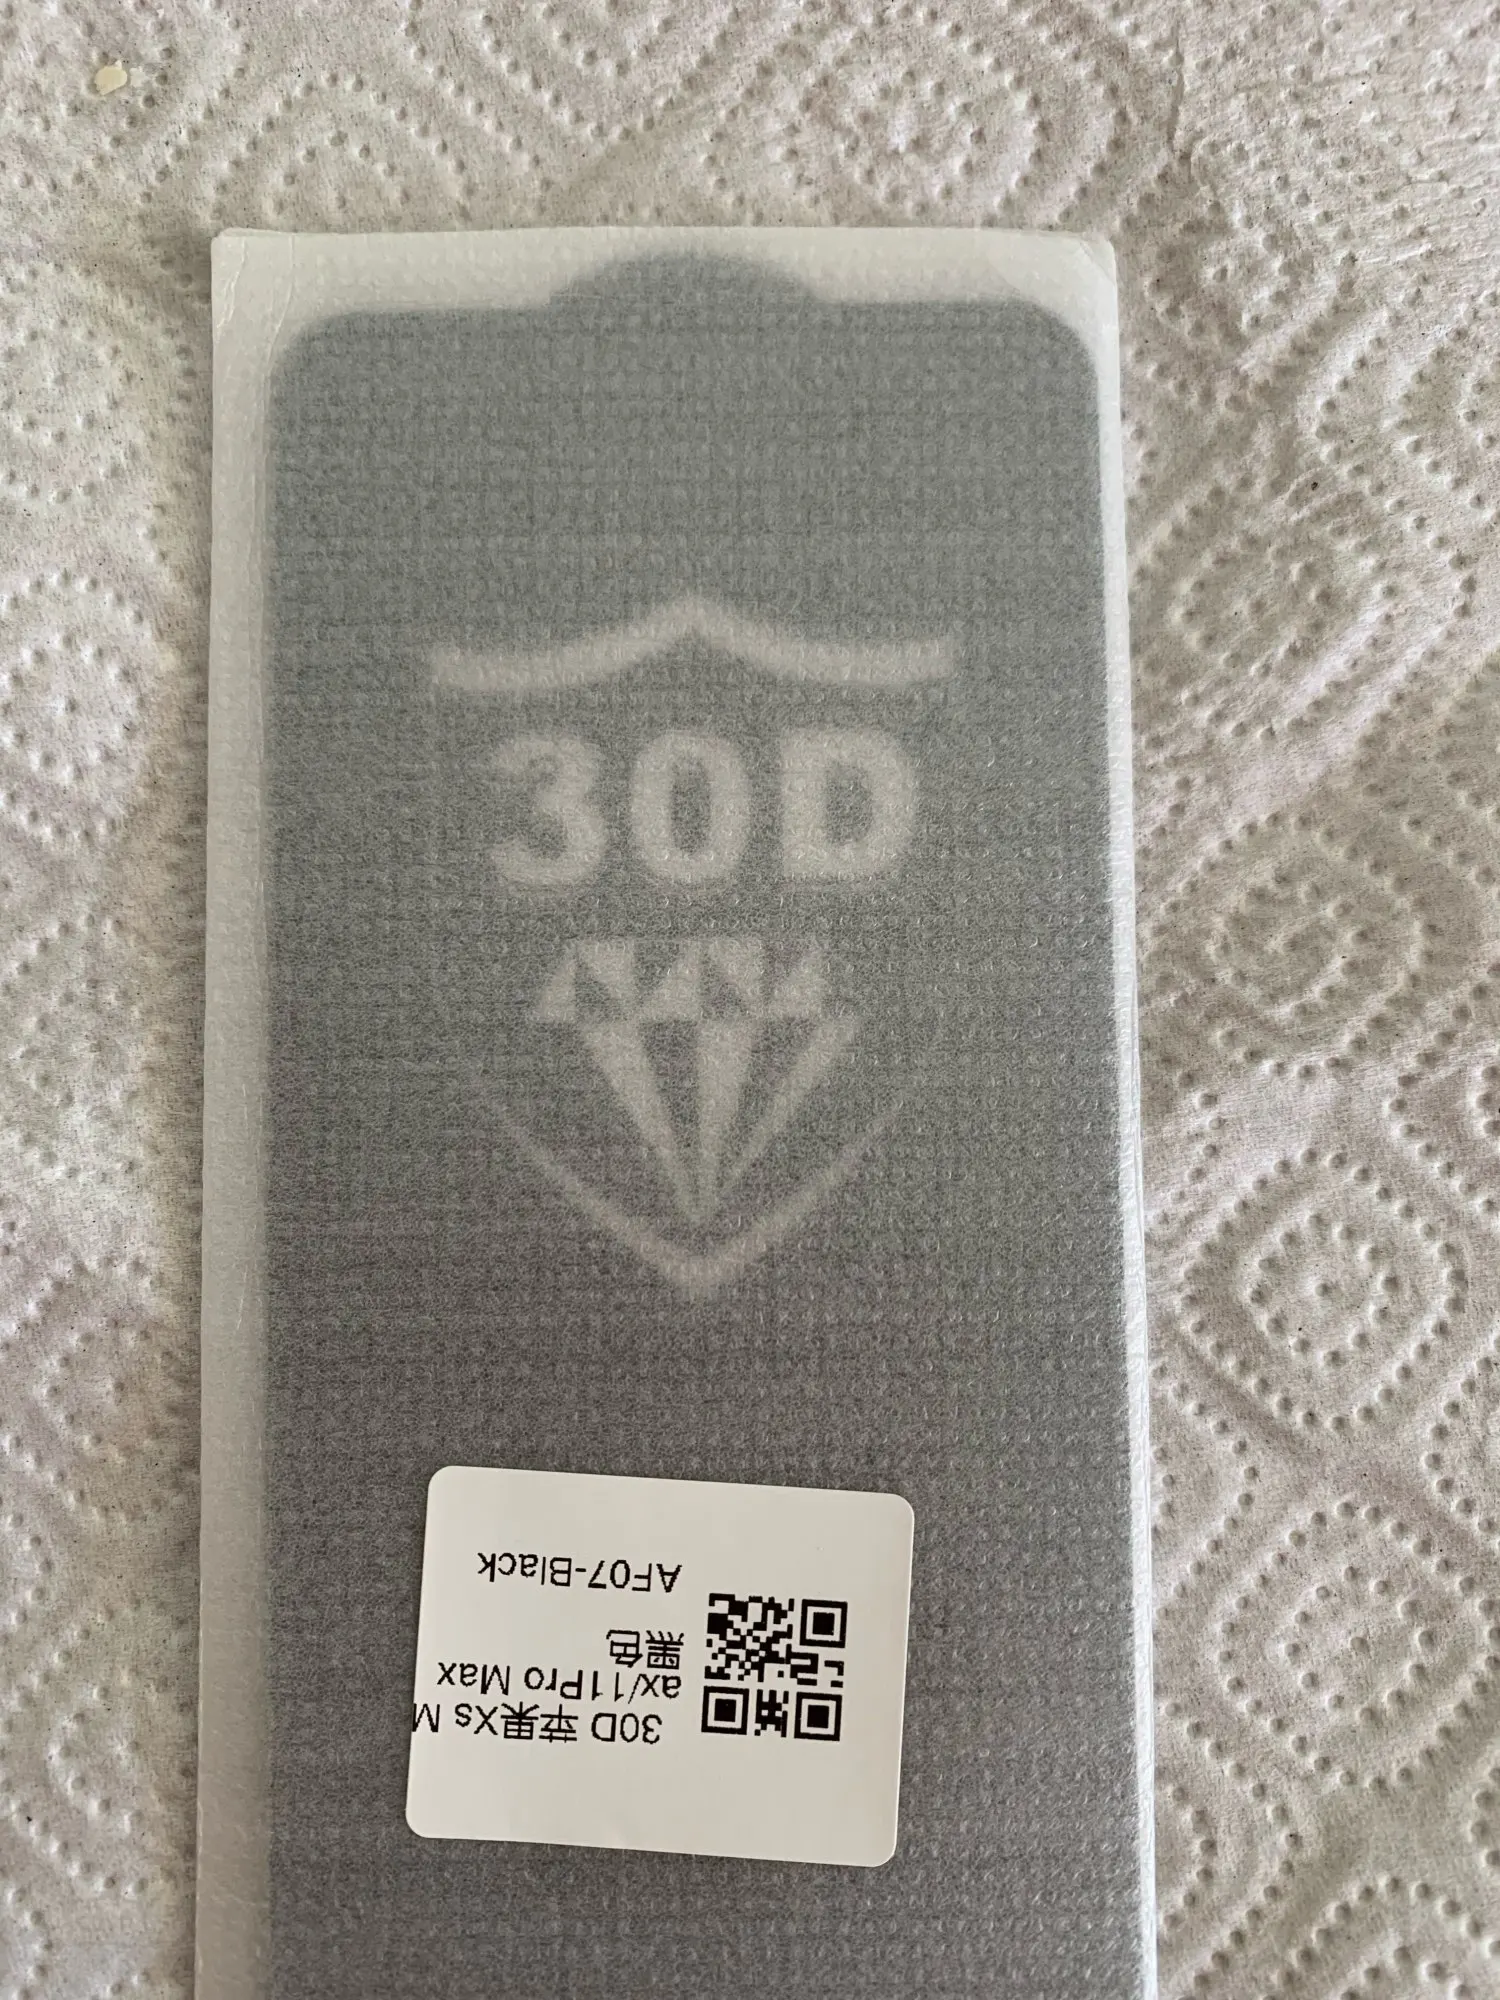 30D
30D 苹果Xs M
ax/11Pro Max
黑色
AF07-Black